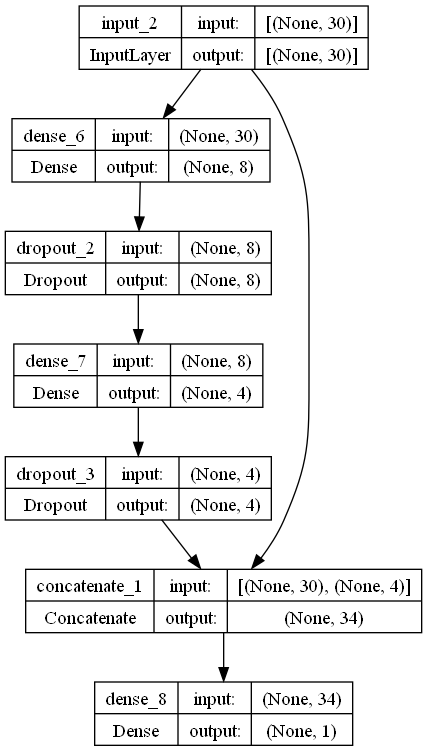 input_2 input: [(None, 30)]
InputLayer output: [(None, 30)]
dense_6 input: (None, 30)
Dense output: (None, 8)
dropout_2 input: (None, 8)
Dropout output: (None, 8)
dense_7 input: (None, 8)
Dense output: (None, 4)
dropout_3 input: (None, 4)
Dropout output: (None, 4)
concatenate_1 input: [(None, 30), (None, 4)]
Concatenate output: (None, 34)
dense_8 input: (None, 34)
Dense output: (None, 1)